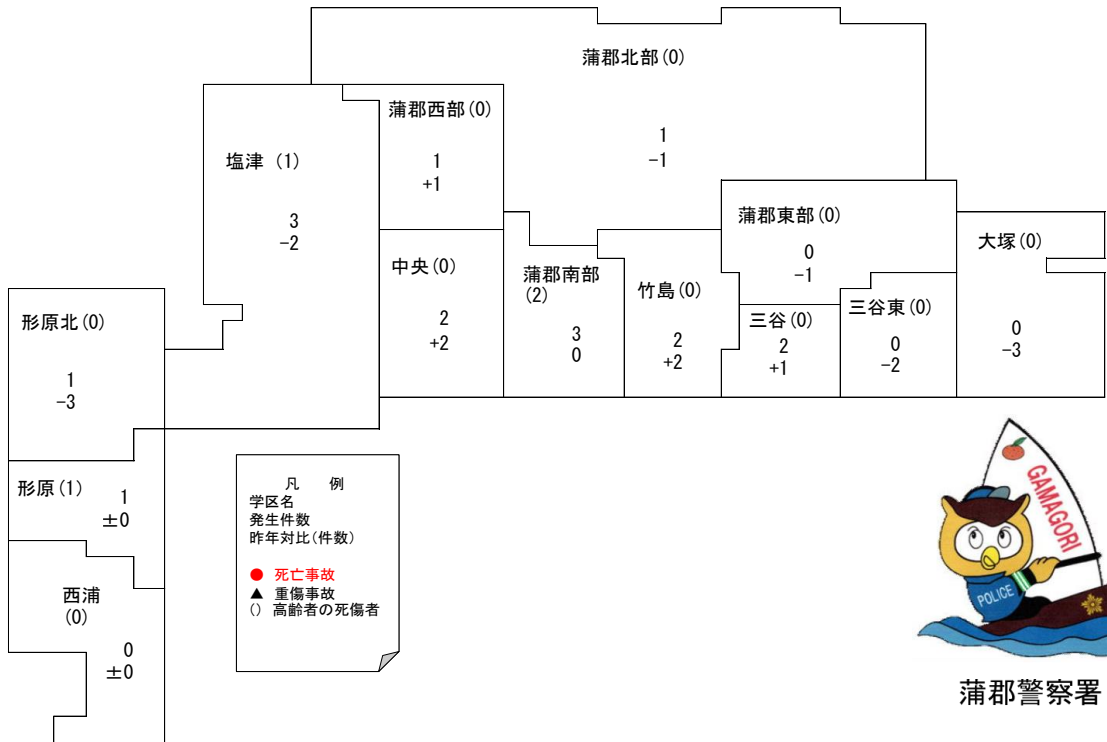 蒲郡北部(0)
1
-1
蒲郡西部(0)
1
+1
塩津 (1)
3
-2
蒲郡東部(0)
0
-1
大塚(0)
0
-3
中央(0)
2
+2
蒲郡南部
(2)
3
0
竹島(0)
2
+2
三谷(0)
2
+1
三谷東(0)
0
-2
形原北(0)
1
-3
形原(1)
1
±0
西浦
(0)
0
±0
凡 例
学区名
発生件数
昨年対比(件数)
● 死亡事故
▲ 重傷事故
() 高齢者の死傷者
GAMAGORI
POLICE
蒲郡警察署